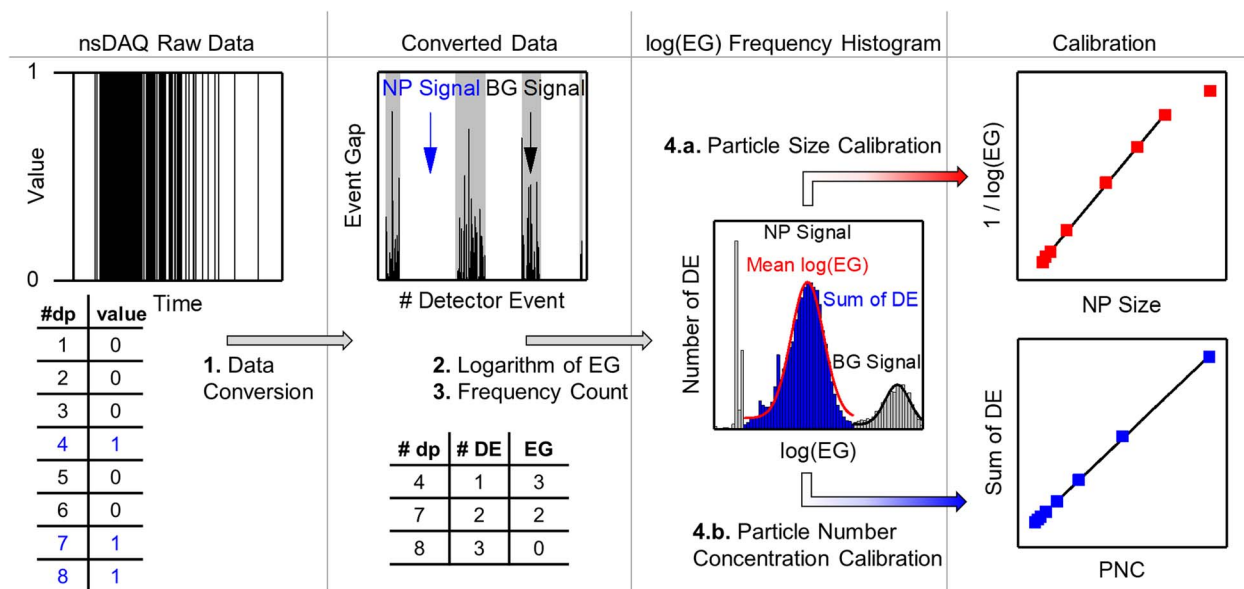 nsDAQ Raw Data
Converted Data
log(EG) Frequency Histogram
Calibration
1
Value
0
Time
#dp value
1 0
2 0
3 0
4 1
5 0
6 0
7 1
8 1
1. Data
Conversion
NP Signal BG Signal
Event Gap
# Detector Event
2. Logarithm of EG
3. Frequency Count
# dp # DE EG
4 1 3
7 2 2
8 3 0
4.a. Particle Size Calibration
NP Signal
Mean log(EG)
Sum of DE
BG Signal
Number of DE
log(EG)
4.b. Particle Number
Concentration Calibration
1 / log(EG)
NP Size
Sum of DE
PNC